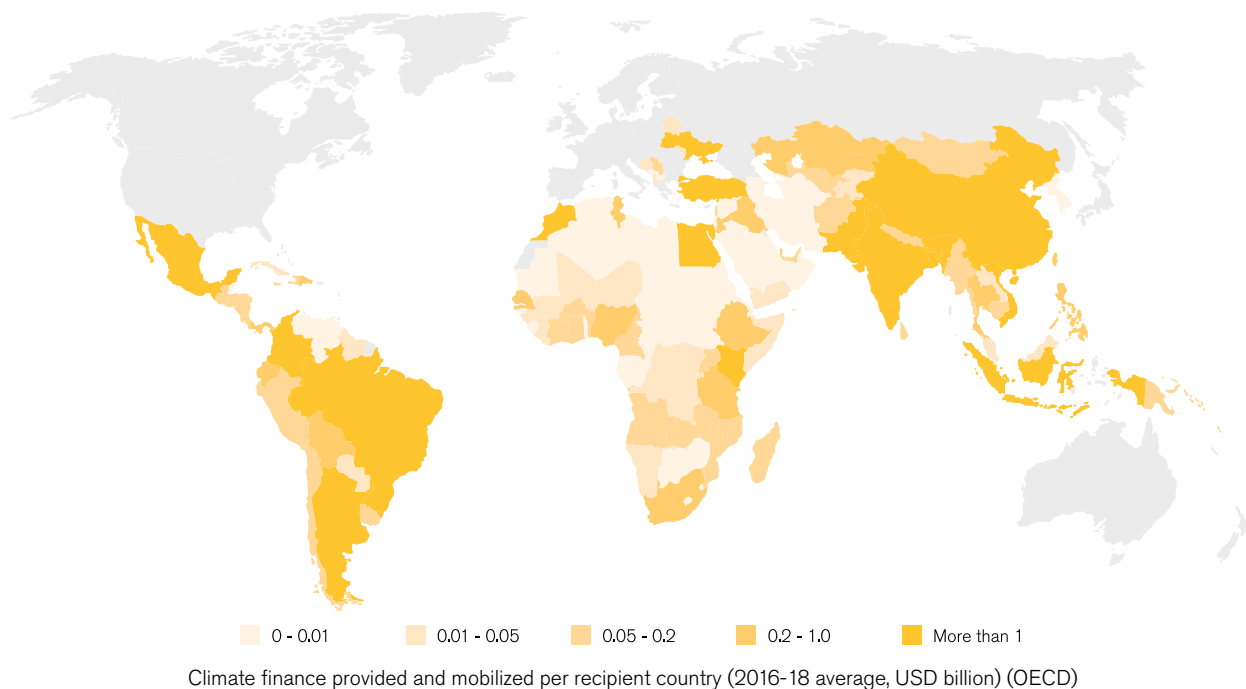 0 - 0.01 0.01 - 0.05 0.05 - 0.2 0.2 - 1.0 More than 1
Climate finance provided and mobilized per recipient country (2016-18 average, USD billion) (OECD)